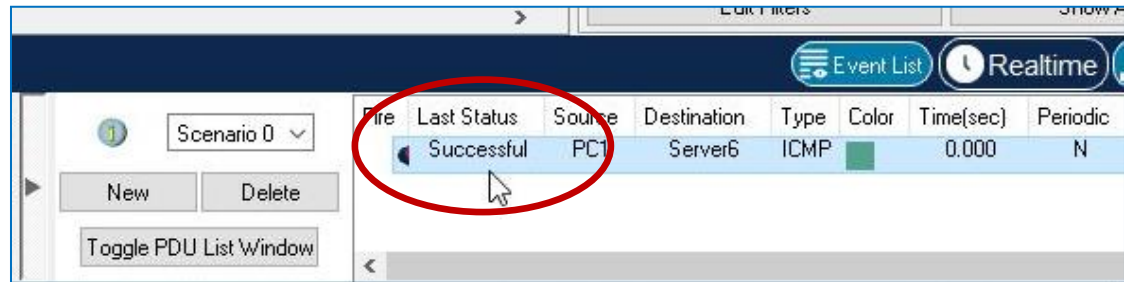 Edit Filters
Event List Realtime
Scenario 0
New Delete
Toggle PDU List Window
Fire Last Status Source Destination Type Color Time(sec) Periodic
Successful PC1 Server6 ICMP 0.000 N